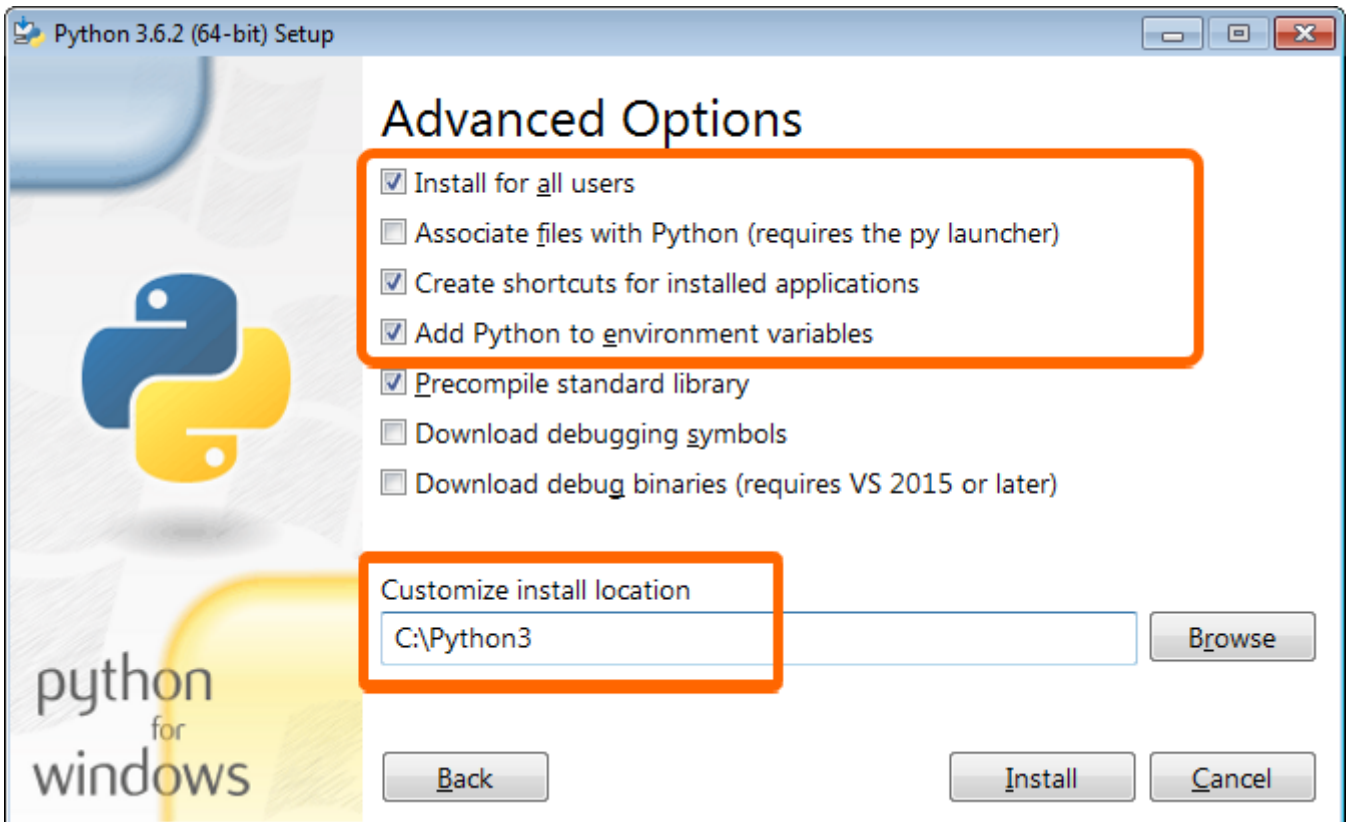 Python 3.6.2 (64-bit) Setup
Advanced Options
Install for all users
Associate files with Python (requires the py launcher)
Create shortcuts for installed applications
Add Python to environment variables
Precompile standard library
Download debugging symbols
Download debug binaries (requires VS 2015 or later)
Customize install location
C:\Python3
Browse
python
for
windows
Back
Install
Cancel